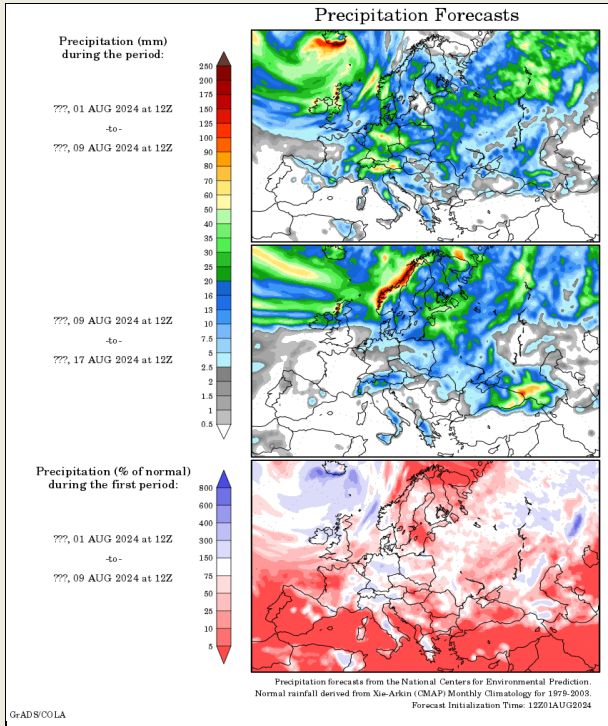 Precipitation Forecasts
Precipitation (mm)
during the period:
???, 01 AUG 2024 at 12Z
-to-
???, 09 AUG 2024 at 12Z
250
200
175
150
125
100
90
80
70
60
50
40
35
30
25
20
16
13
10
7.5
5
2.5
2
1.5
1
0.5
???, 09 AUG 2024 at 12Z
-to-
???, 17 AUG 2024 at 12Z
Precipitation (% of normal)
during the first period:
???, 01 AUG 2024 at 12Z
-to-
???, 09 AUG 2024 at 12Z
800
600
400
300
150
75
50
25
10
5
Precipitation forecasts from the National Centers for Environmental Prediction.
Normal rainfall derived from Xie-Arkin (CMAP) Monthly Climatology for 1979-2003.
Forecast Initialization Time: 12Z01AUG2024
GrADS/COLA